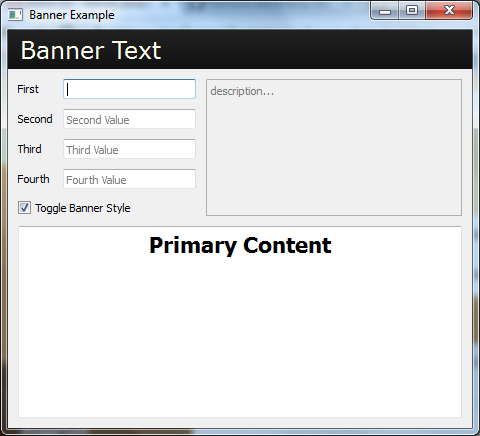 Banner Example
Banner Text
First
description...
Second Second Value
Third Third Value
Fourth Fourth Value
Toggle Banner Style
Primary Content